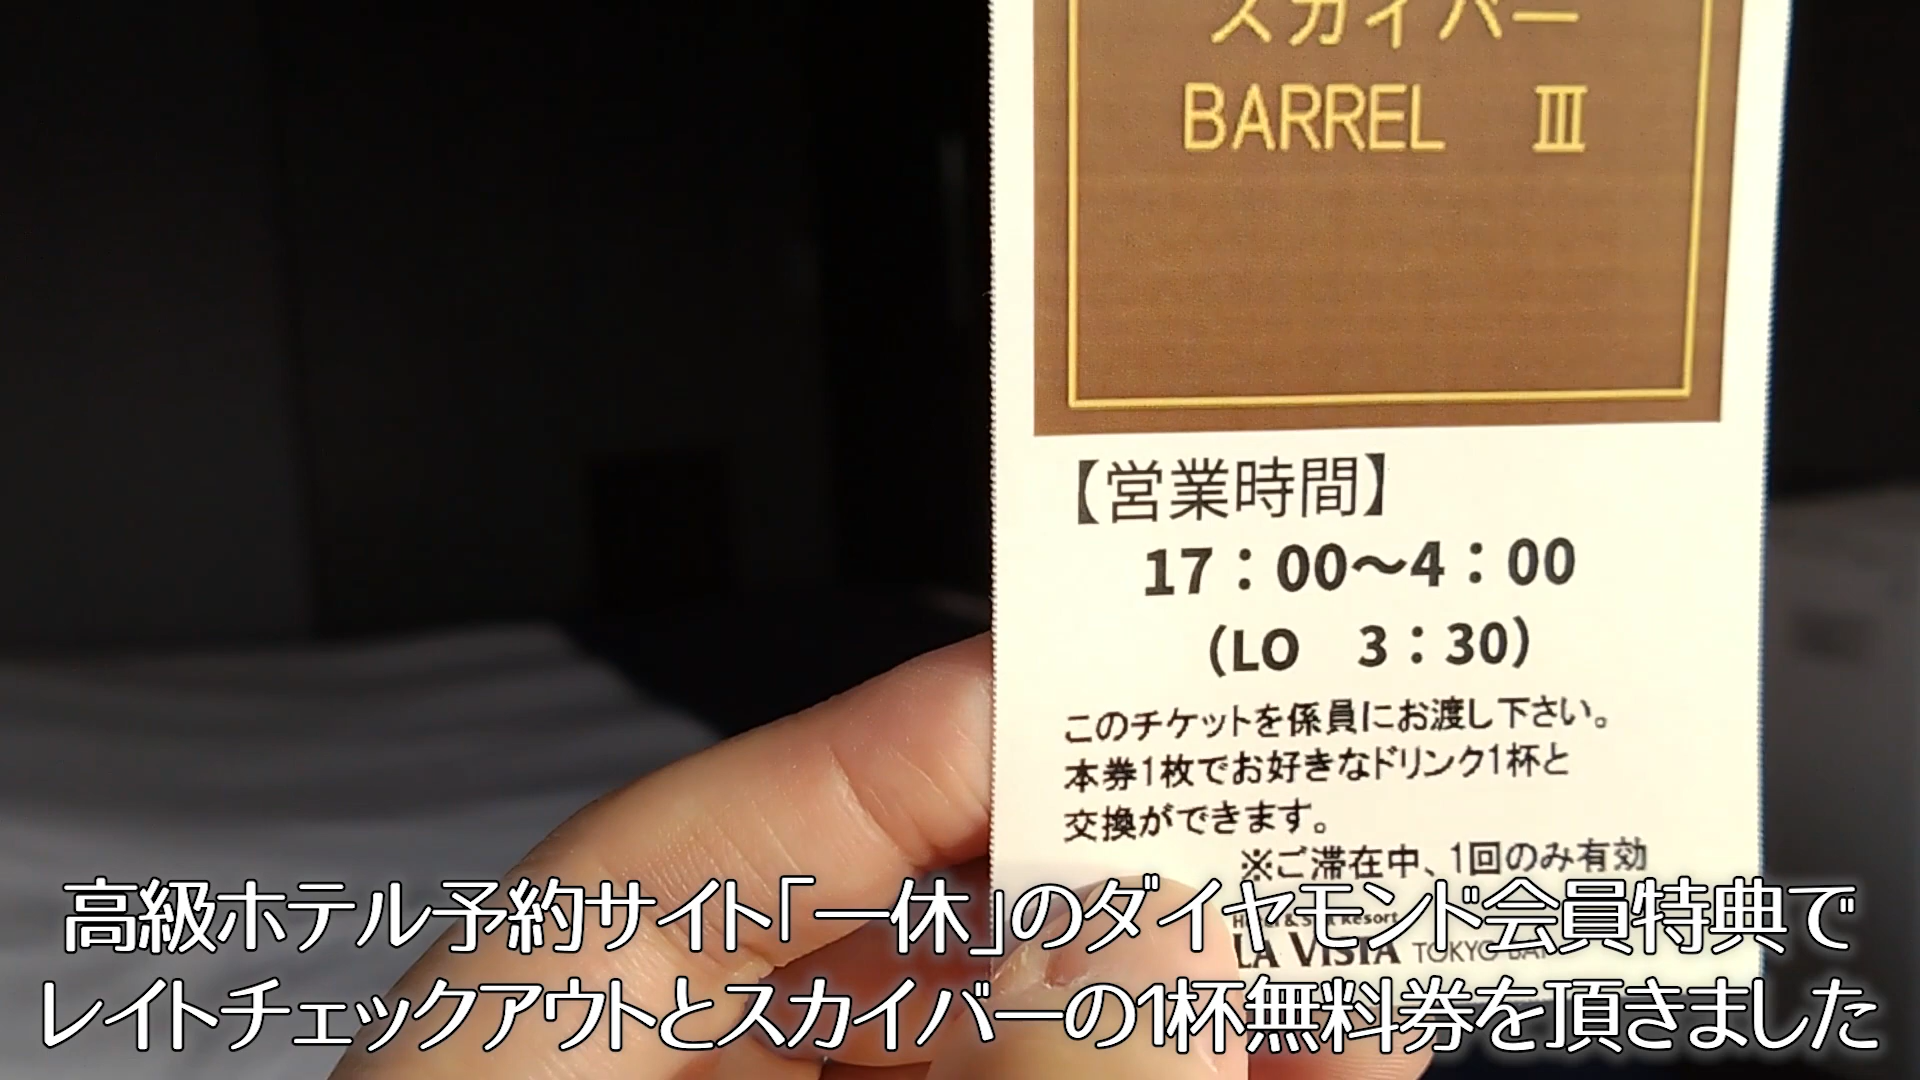 スカイバー
BARREL Ⅲ
【営業時間】
17：00～4：00
（LO 3：30）
このチケットを係員にお渡し下さい。
本券1枚でお好きなドリンク1杯と
交換ができます。
※ご滞在中、1回のみ有効
Resort
LA VISTA TOKYO BAY
高級ホテル予約サイト「一休」のダイヤモンド会員特典で
レイトチェックアウトとスカイバーの1杯無料券を頂きました